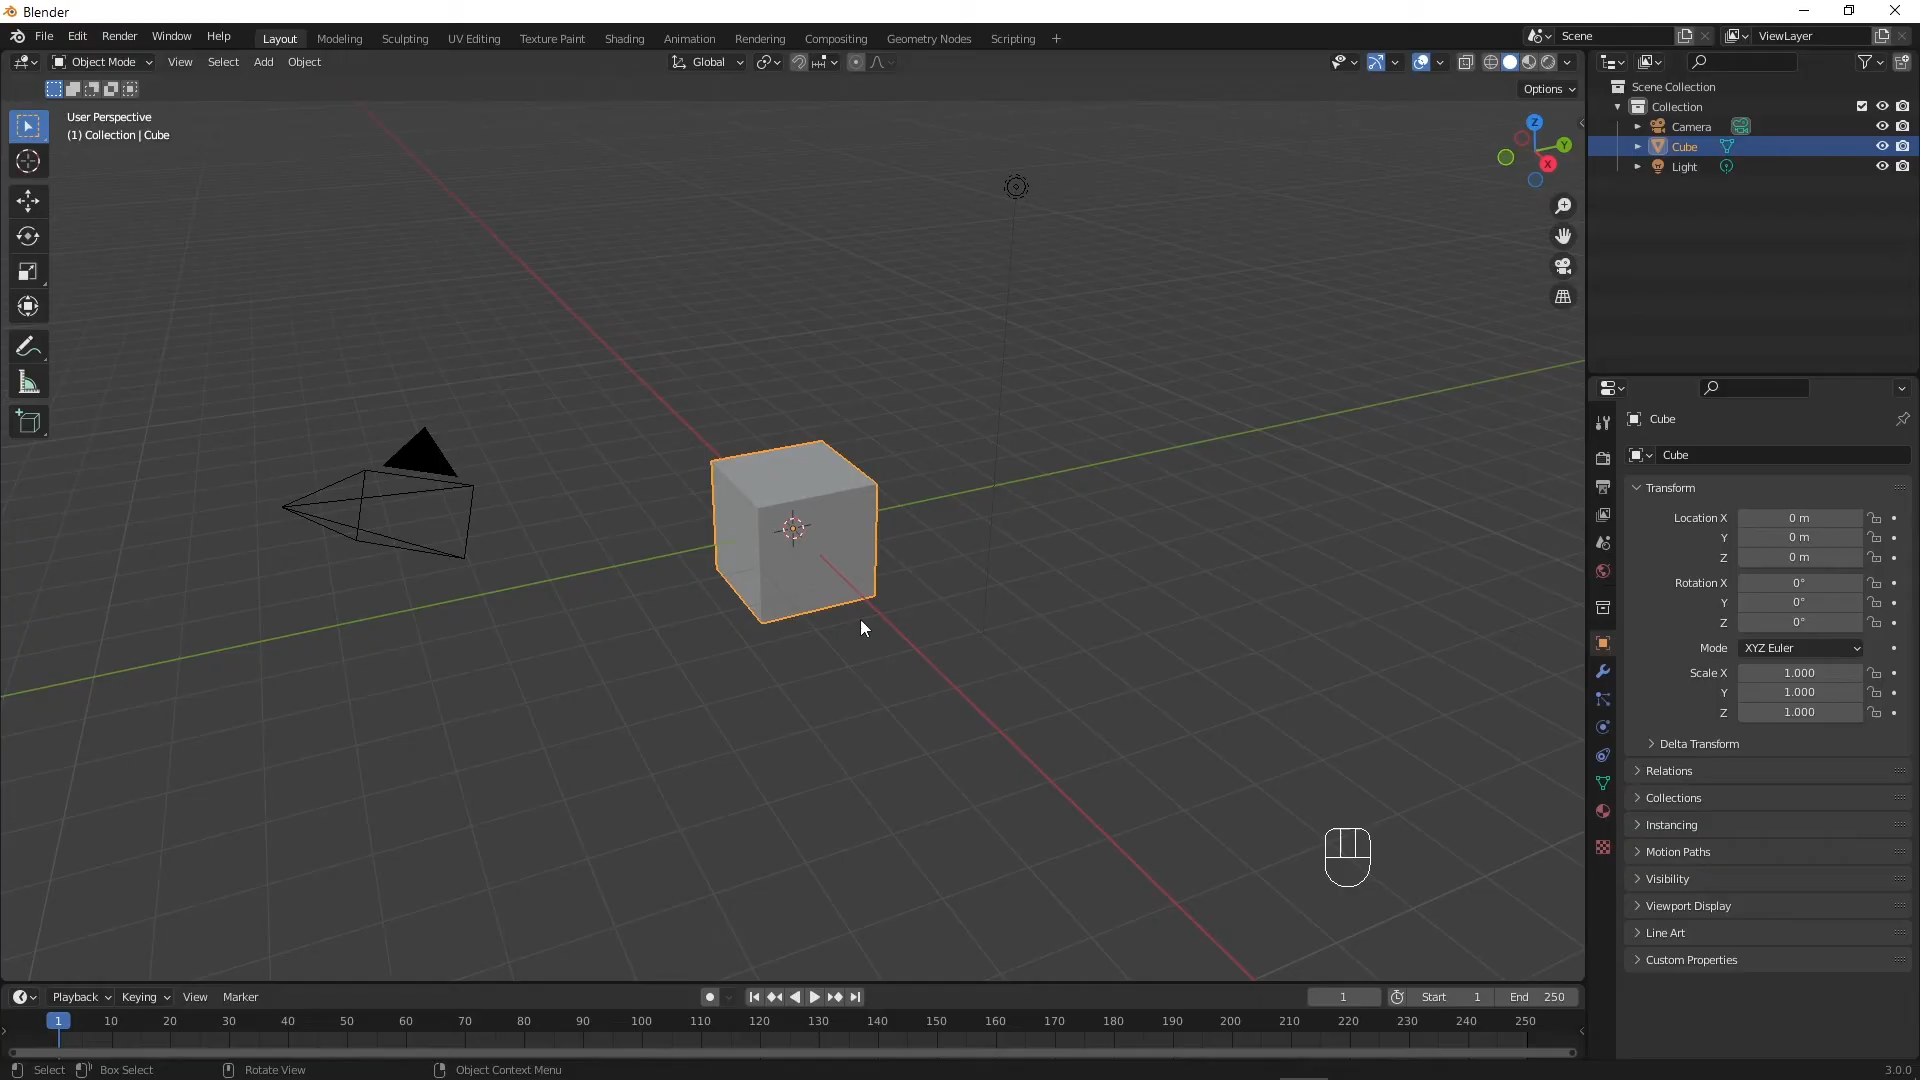 Blender
File Edit Render Window Help Layout Modeling Sculpting UV Editing Texture Paint Shading Animation Rendering Compositing Geometry Nodes Scripting + Scene ViewLayer
Object Mode View Select Add Object Global
Options
User Perspective
(1) Collection | Cube
Z
Y
X
Scene Collection
Collection
Camera
Cube
Light
Cube
Cube
Transform
Location X 0 m
Y 0 m
Z 0 m
Rotation X 0°
Y 0°
Z 0°
Mode XYZ Euler
Scale X 1.000
Y 1.000
Z 1.000
Delta Transform
Relations
Collections
Instancing
Motion Paths
Visibility
Viewport Display
Line Art
Custom Properties
Playback Keying View Marker 1 Start 1 End 250
1 10 20 30 40 50 60 70 80 90 100 110 120 130 140 150 160 170 180 190 200 210 220 230 240 250
Select Box Select Rotate View Object Context Menu 3.0.0